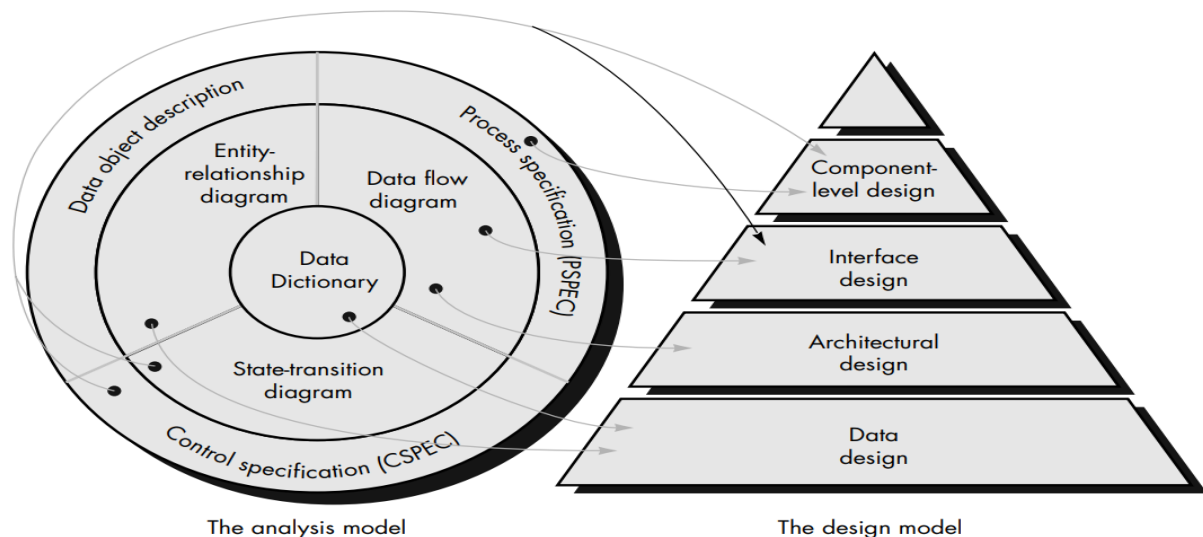 Data object description
Process specification (PSPEC)
Entity-
relationship
diagram
Data flow
diagram
Data
Dictionary
State-transition
diagram
Control specification (CSPEC)
The analysis model
Component-
level design
Interface
design
Architectural
design
Data
design
The design model